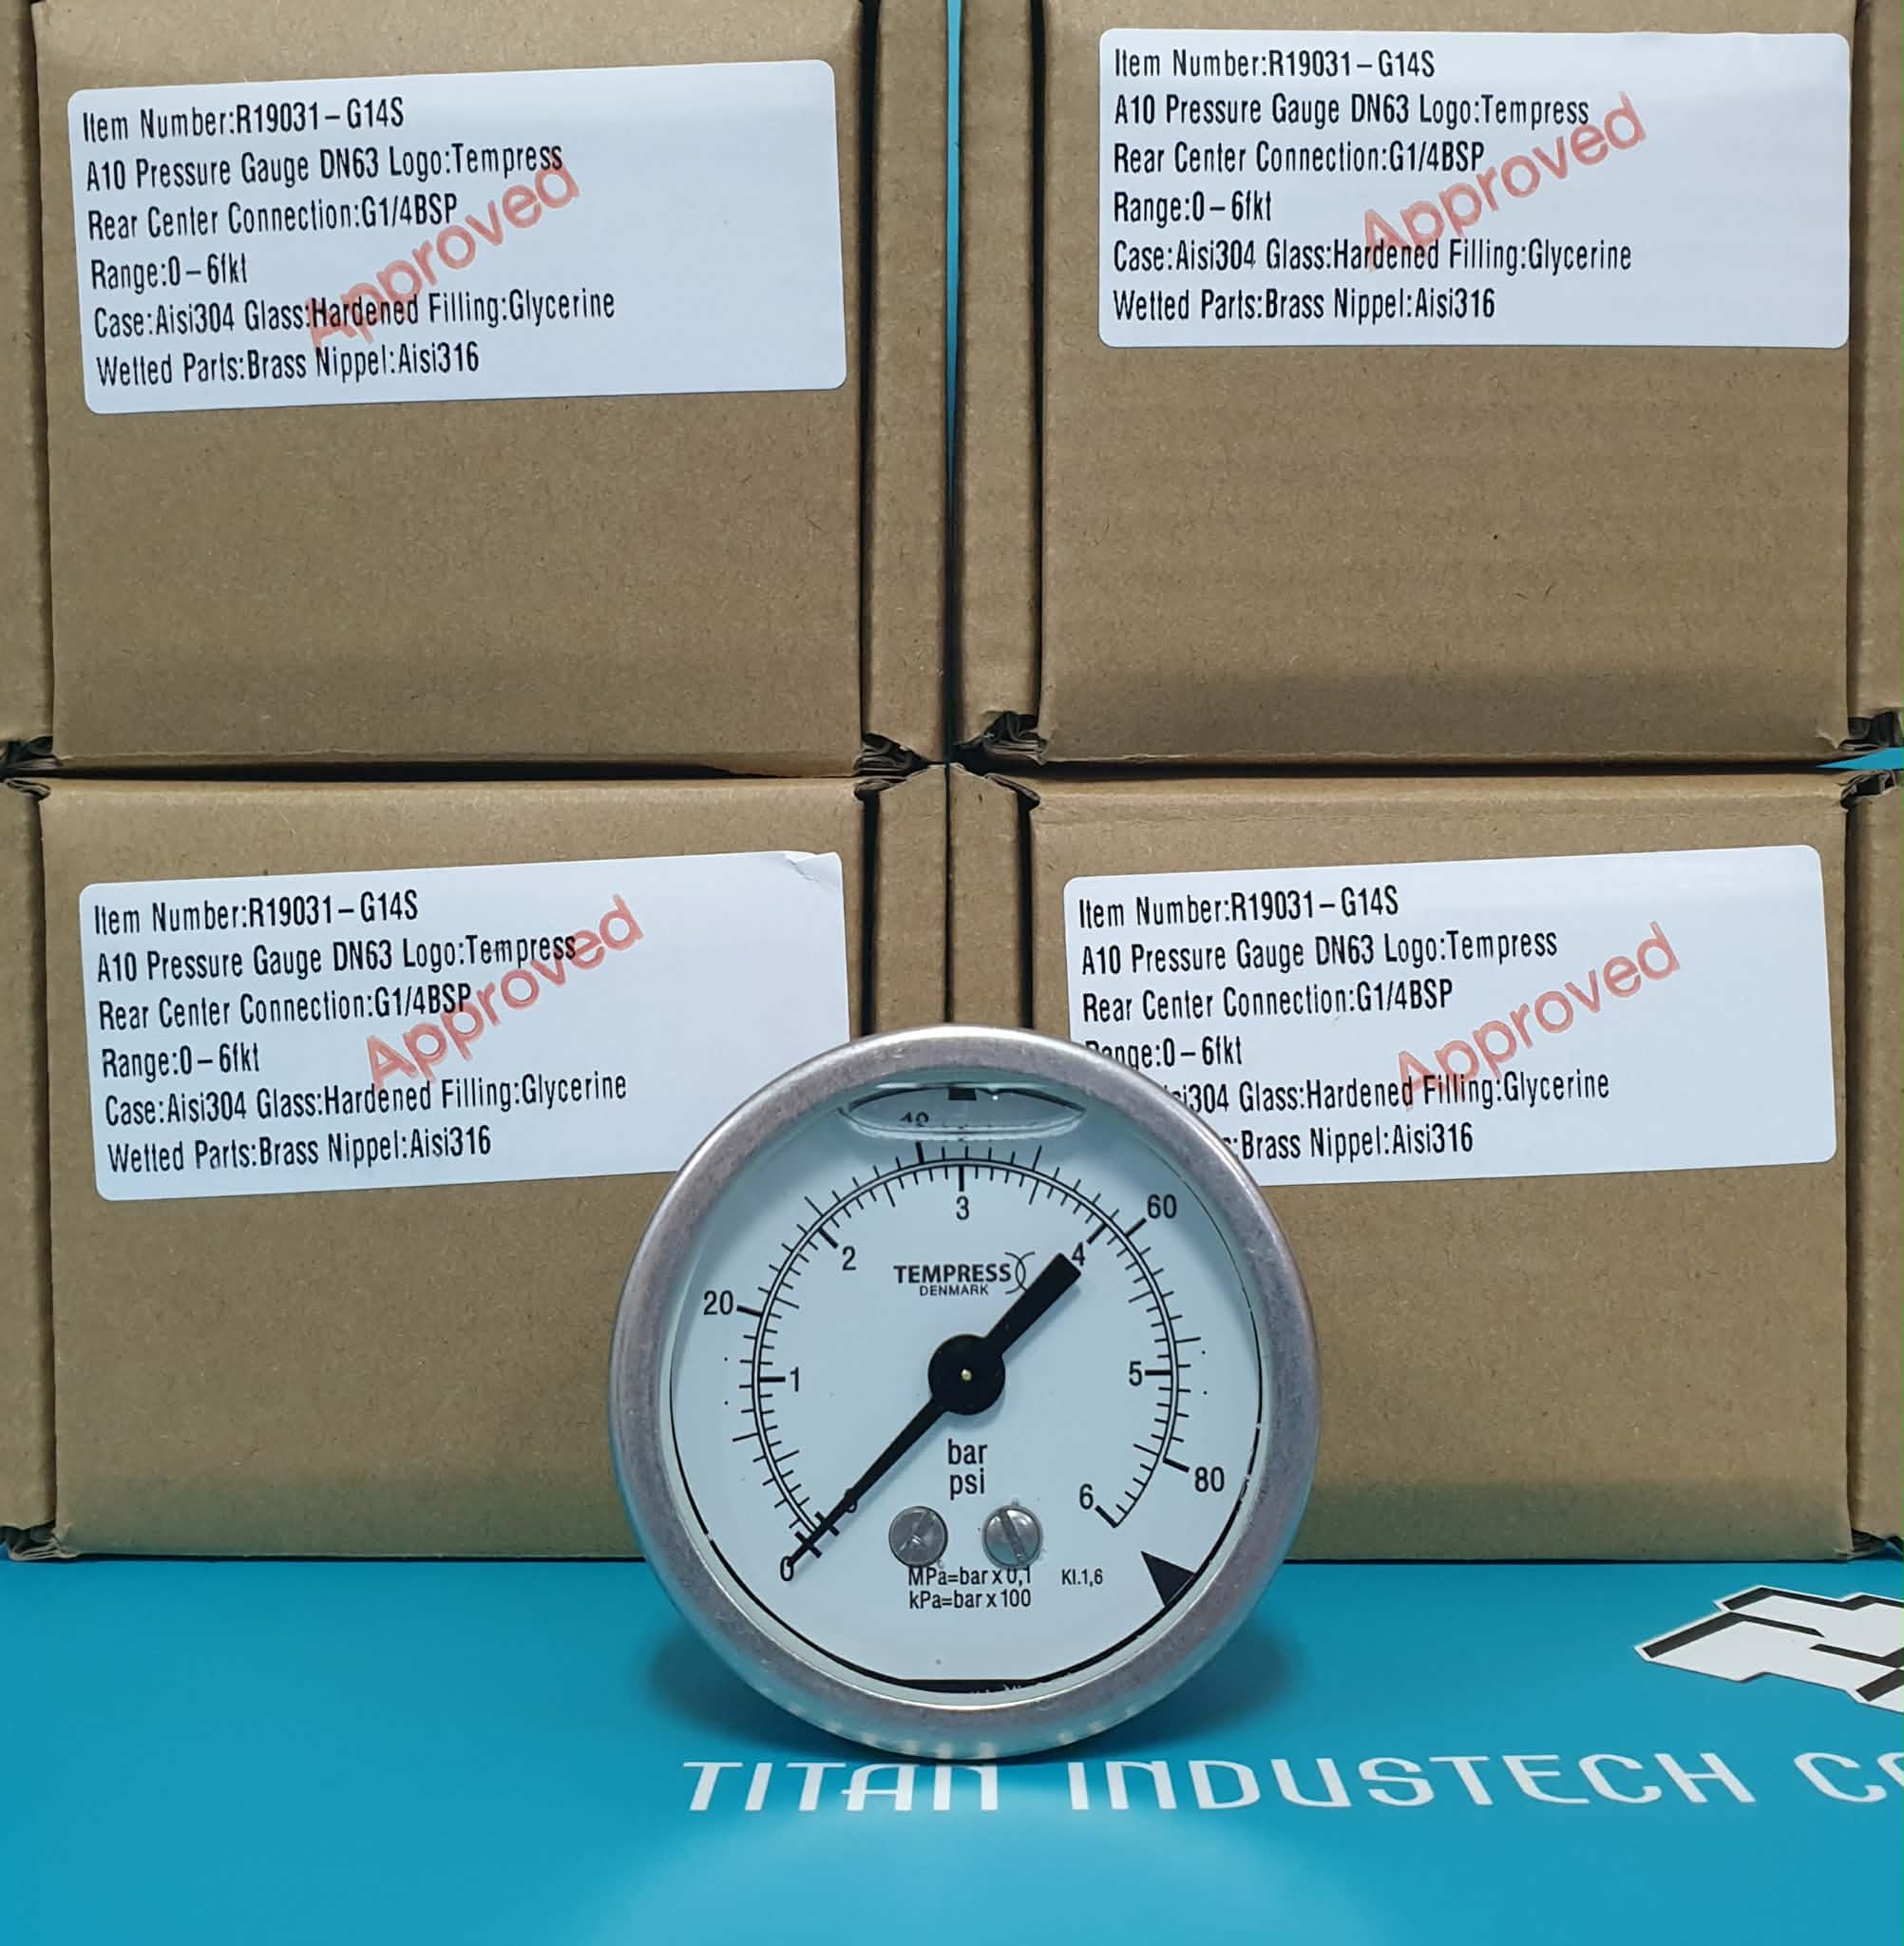 Item Number:R19031-G14S
A10 Pressure Gauge DN63 Logo:Tempress
Rear Center Connection:G1/4BSP
Range:0-6fkt
Case:Aisi304 Glass:Hardened Filling:Glycerine
Wetted Parts:Brass Nippel:Aisi316
Approved
Item Number:R19031-G14S
A10 Pressure Gauge DN63 Logo:Tempress
Rear Center Connection:G1/4BSP
Range:0-6fkt
Case:Aisi304 Glass:Hardened Filling:Glycerine
Wetted Parts:Brass Nippel:Aisi316
Approved
Item Number:R19031-G14S
A10 Pressure Gauge DN63 Logo:Tempress
Rear Center Connection:G1/4BSP
Range:0-6fkt
Case:Aisi304 Glass:Hardened Filling:Glycerine
Wetted Parts:Brass Nippel:Aisi316
Approved
Item Number:R19031-G14S
A10 Pressure Gauge DN63 Logo:Tempress
Rear Center Connection:G1/4BSP
Range:0-6fkt
Glass:Hardened Filling:Glycerine
:Brass Nippel:Aisi316
Approved
40
60
3
2
4
TEMPRESS
DENMARK
20
1
5
bar
psi
80
6
0
MPa=bar x 0,1 Kl.1,6
kPa=bar x 100
TITAN INDUSTECH